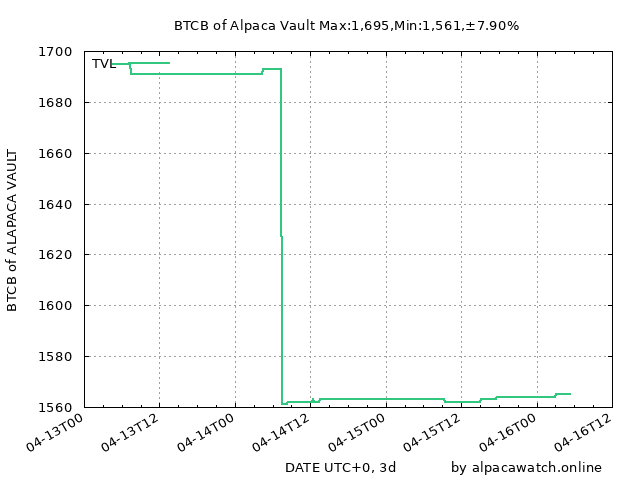 BTCB of Alpaca Vault Max:1,695,Min:1,561,±7.90%
BTCB of ALAPACA VAULT
1700
1680
1660
1640
1620
1600
1580
1560
TVL
04-13T00
04-13T12
04-14T00
04-14T12
04-15T00
04-15T12
04-16T00
04-16T12
DATE UTC+0, 3d
by alpacawatch.online